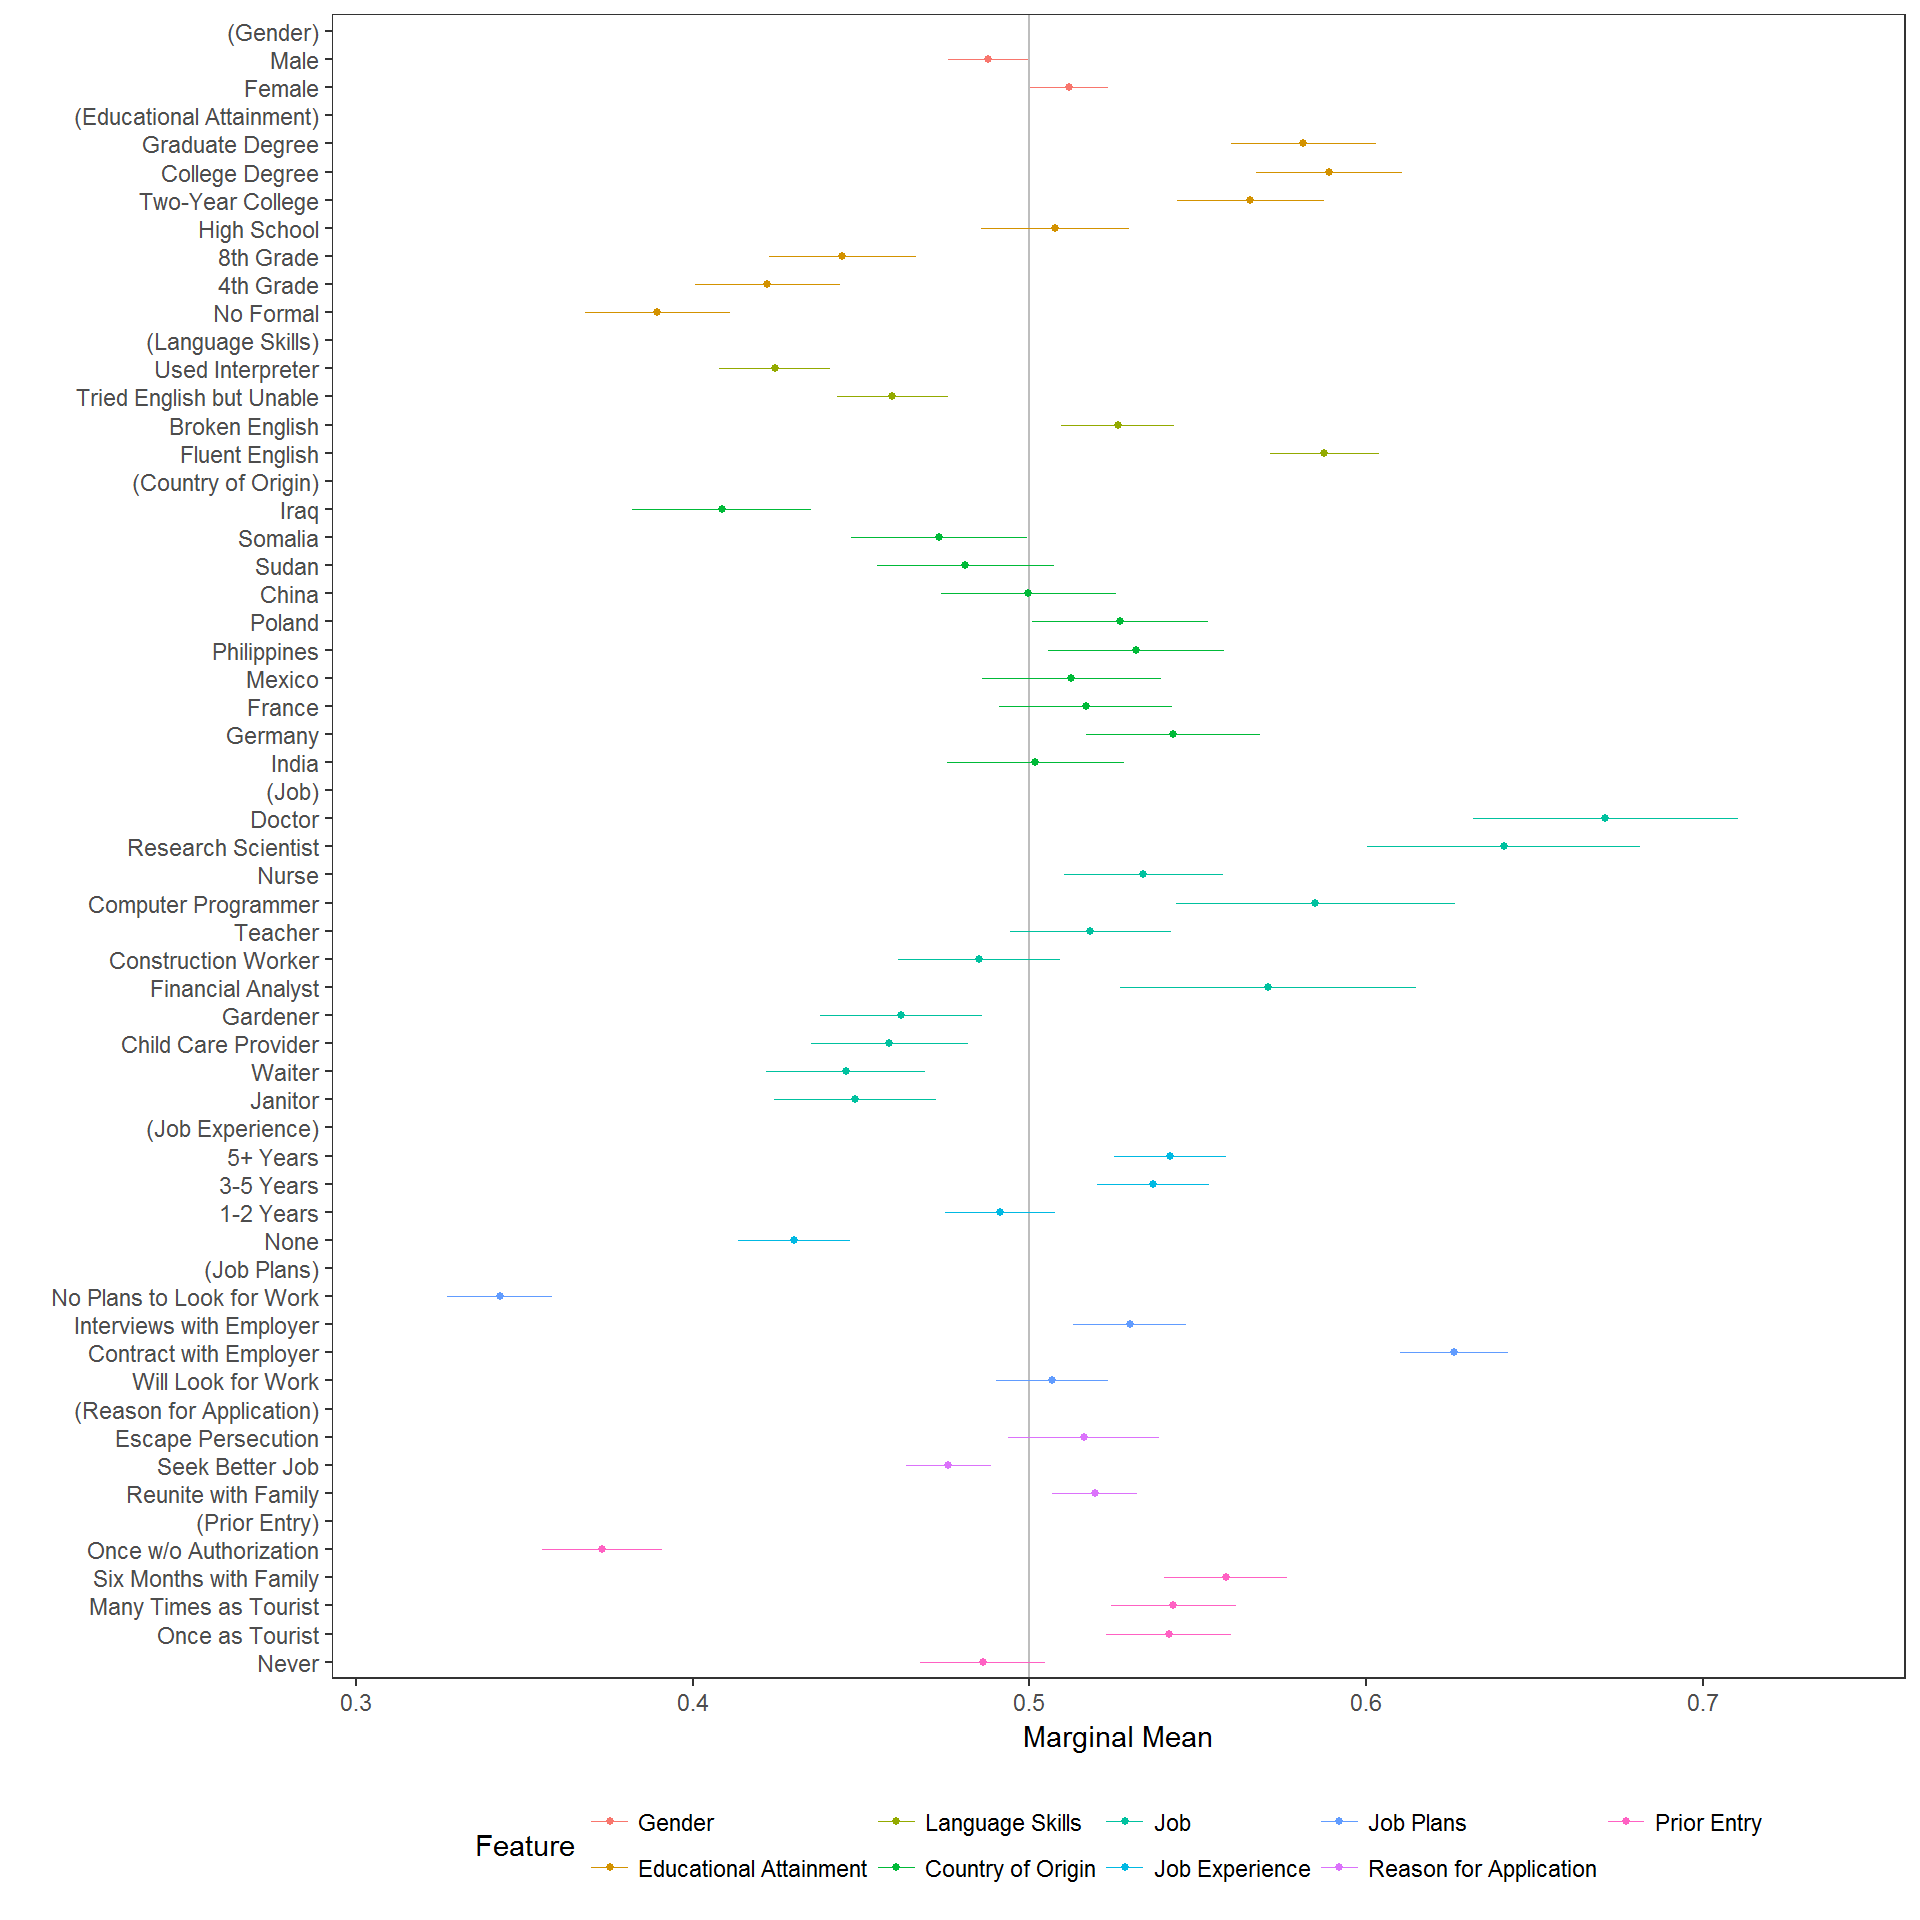 (Gender)
Male
Female
(Educational Attainment)
Graduate Degree
College Degree
Two-Year College
High School
8th Grade
4th Grade
No Formal
(Language Skills)
Used Interpreter
Tried English but Unable
Broken English
Fluent English
(Country of Origin)
Iraq
Somalia
Sudan
China
Poland
Philippines
Mexico
France
Germany
India
(Job)
Doctor
Research Scientist
Nurse
Computer Programmer
Teacher
Construction Worker
Financial Analyst
Gardener
Child Care Provider
Waiter
Janitor
(Job Experience)
5+ Years
3-5 Years
1-2 Years
None
(Job Plans)
No Plans to Look for Work
Interviews with Employer
Contract with Employer
Will Look for Work
(Reason for Application)
Escape Persecution
Seek Better Job
Reunite with Family
(Prior Entry)
Once w/o Authorization
Six Months with Family
Many Times as Tourist
Once as Tourist
Never
0.3 0.4 0.5 0.6 0.7
Marginal Mean
Feature
Gender Language Skills Job Job Plans Prior Entry
Educational Attainment Country of Origin Job Experience Reason for Application